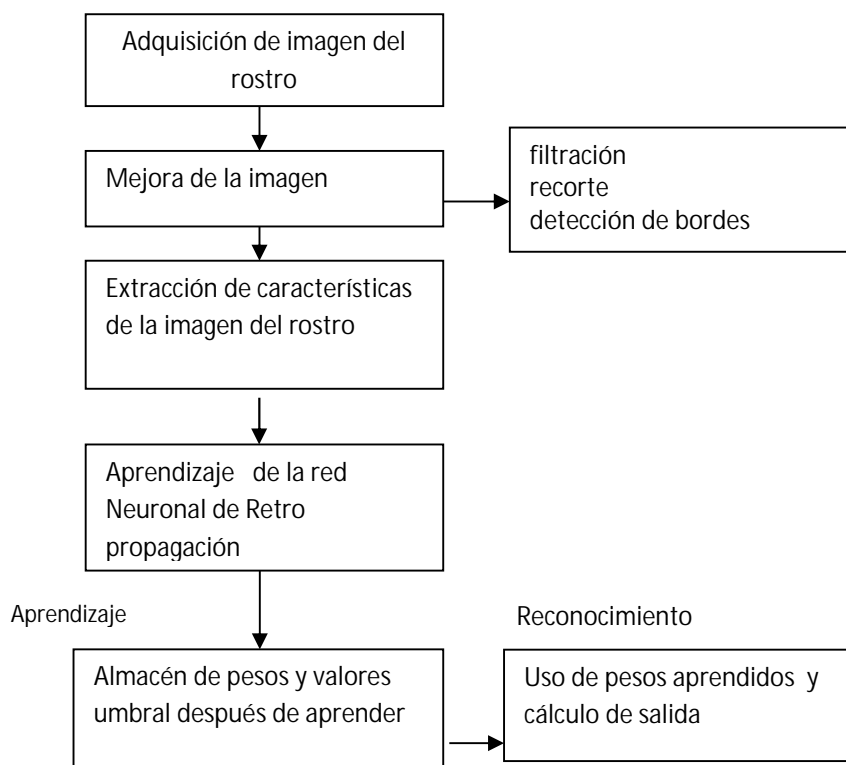 Adquisición de imagen del
rostro
Mejora de la imagen
filtración
recorte
detección de bordes
Extracción de características
de la imagen del rostro
Aprendizaje de la red
Neuronal de Retro
propagación
Aprendizaje
Reconocimiento
Almacén de pesos y valores
umbral después de aprender
Uso de pesos aprendidos y
cálculo de salida